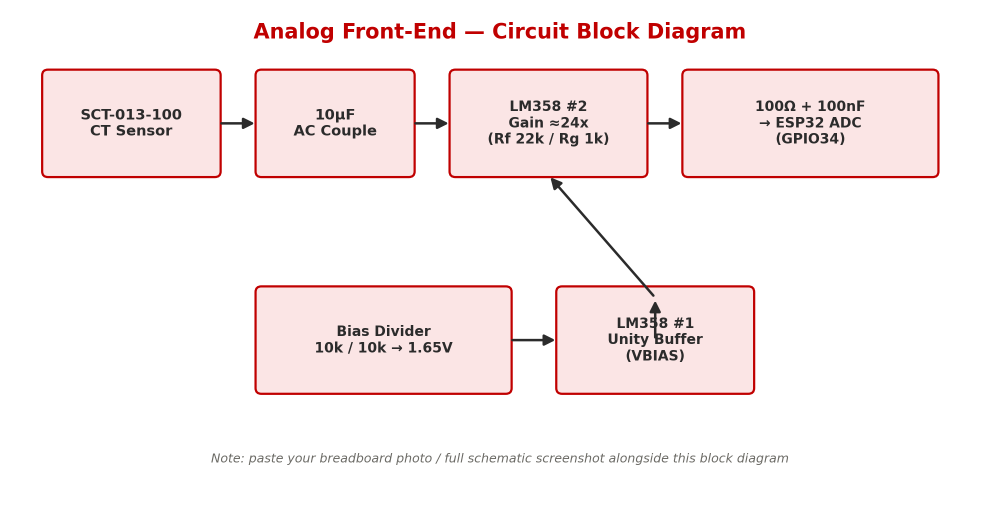 Analog Front-End — Circuit Block Diagram
SCT-013-100
CT Sensor
10µF
AC Couple
LM358 #2
Gain ≈24x
(Rf 22k / Rg 1k)
100Ω + 100nF
→ ESP32 ADC
(GPIO34)
Bias Divider
10k / 10k → 1.65V
LM358 #1
Unity Buffer
(VBIAS)
Note: paste your breadboard photo / full schematic screenshot alongside this block diagram